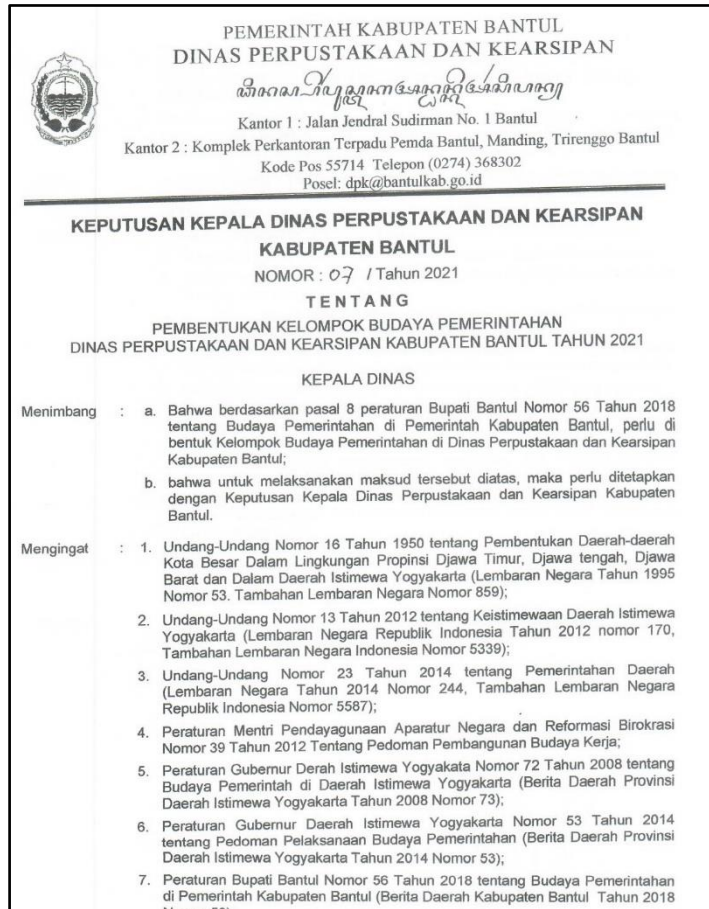 PEMERINTAH KABUPATEN BANTUL
DINAS PERPUSTAKAAN DAN KEARSIPAN
Kantor 1 : Jalan Jendral Sudirman No. 1 Bantul
Kantor 2 : Komplek Perkantoran Terpadu Pemda Bantul, Manding, Trirenggo Bantul
Kode Pos 55714 Telepon (0274) 368302
Posel: dpk@bantulkab.go.id
KEPUTUSAN KEPALA DINAS PERPUSTAKAAN DAN KEARSIPAN
KABUPATEN BANTUL
NOMOR : 07 / Tahun 2021
T E N T A N G
PEMBENTUKAN KELOMPOK BUDAYA PEMERINTAHAN
DINAS PERPUSTAKAAN DAN KEARSIPAN KABUPATEN BANTUL TAHUN 2021
KEPALA DINAS
Menimbang : a. Bahwa berdasarkan pasal 8 peraturan Bupati Bantul Nomor 56 Tahun 2018
tentang Budaya Pemerintahan di Pemerintah Kabupaten Bantul, perlu di
bentuk Kelompok Budaya Pemerintahan di Dinas Perpustakaan dan Kearsipan
Kabupaten Bantul;
b. bahwa untuk melaksanakan maksud tersebut diatas, maka perlu ditetapkan
dengan Keputusan Kepala Dinas Perpustakaan dan Kearsipan Kabupaten
Bantul.
Mengingat : 1. Undang-Undang Nomor 16 Tahun 1950 tentang Pembentukan Daerah-daerah
Kota Besar Dalam Lingkungan Propinsi Djawa Timur, Djawa tengah, Djawa
Barat dan Dalam Daerah Istimewa Yogyakarta (Lembaran Negara Tahun 1995
Nomor 53. Tambahan Lembaran Negara Nomor 859);
2. Undang-Undang Nomor 13 Tahun 2012 tentang Keistimewaan Daerah Istimewa
Yogyakarta (Lembaran Negara Republik Indonesia Tahun 2012 nomor 170,
Tambahan Lembaran Negara Indonesia Nomor 5339);
3. Undang-Undang Nomor 23 Tahun 2014 tentang Pemerintahan Daerah
(Lembaran Negara Tahun 2014 Nomor 244, Tambahan Lembaran Negara
Republik Indonesia Nomor 5587);
4. Peraturan Mentri Pendayagunaan Aparatur Negara dan Reformasi Birokrasi
Nomor 39 Tahun 2012 Tentang Pedoman Pembangunan Budaya Kerja;
5. Peraturan Gubernur Derah Istimewa Yogyakata Nomor 72 Tahun 2008 tentang
Budaya Pemerintah di Daerah Istimewa Yogyakarta (Berita Daerah Provinsi
Daerah Istimewa Yogyakarta Tahun 2008 Nomor 73);
6. Peraturan Gubernur Daerah Istimewa Yogyakarta Nomor 53 Tahun 2014
tentang Pedoman Pelaksanaan Budaya Pemerintahan (Berita Daerah Provinsi
Daerah Istimewa Yogyakarta Tahun 2014 Nomor 53);
7. Peraturan Bupati Bantul Nomor 56 Tahun 2018 tentang Budaya Pemerintahan
di Pemerintah Kabupaten Bantul (Berita Daerah Kabupaten Bantul Tahun 2018